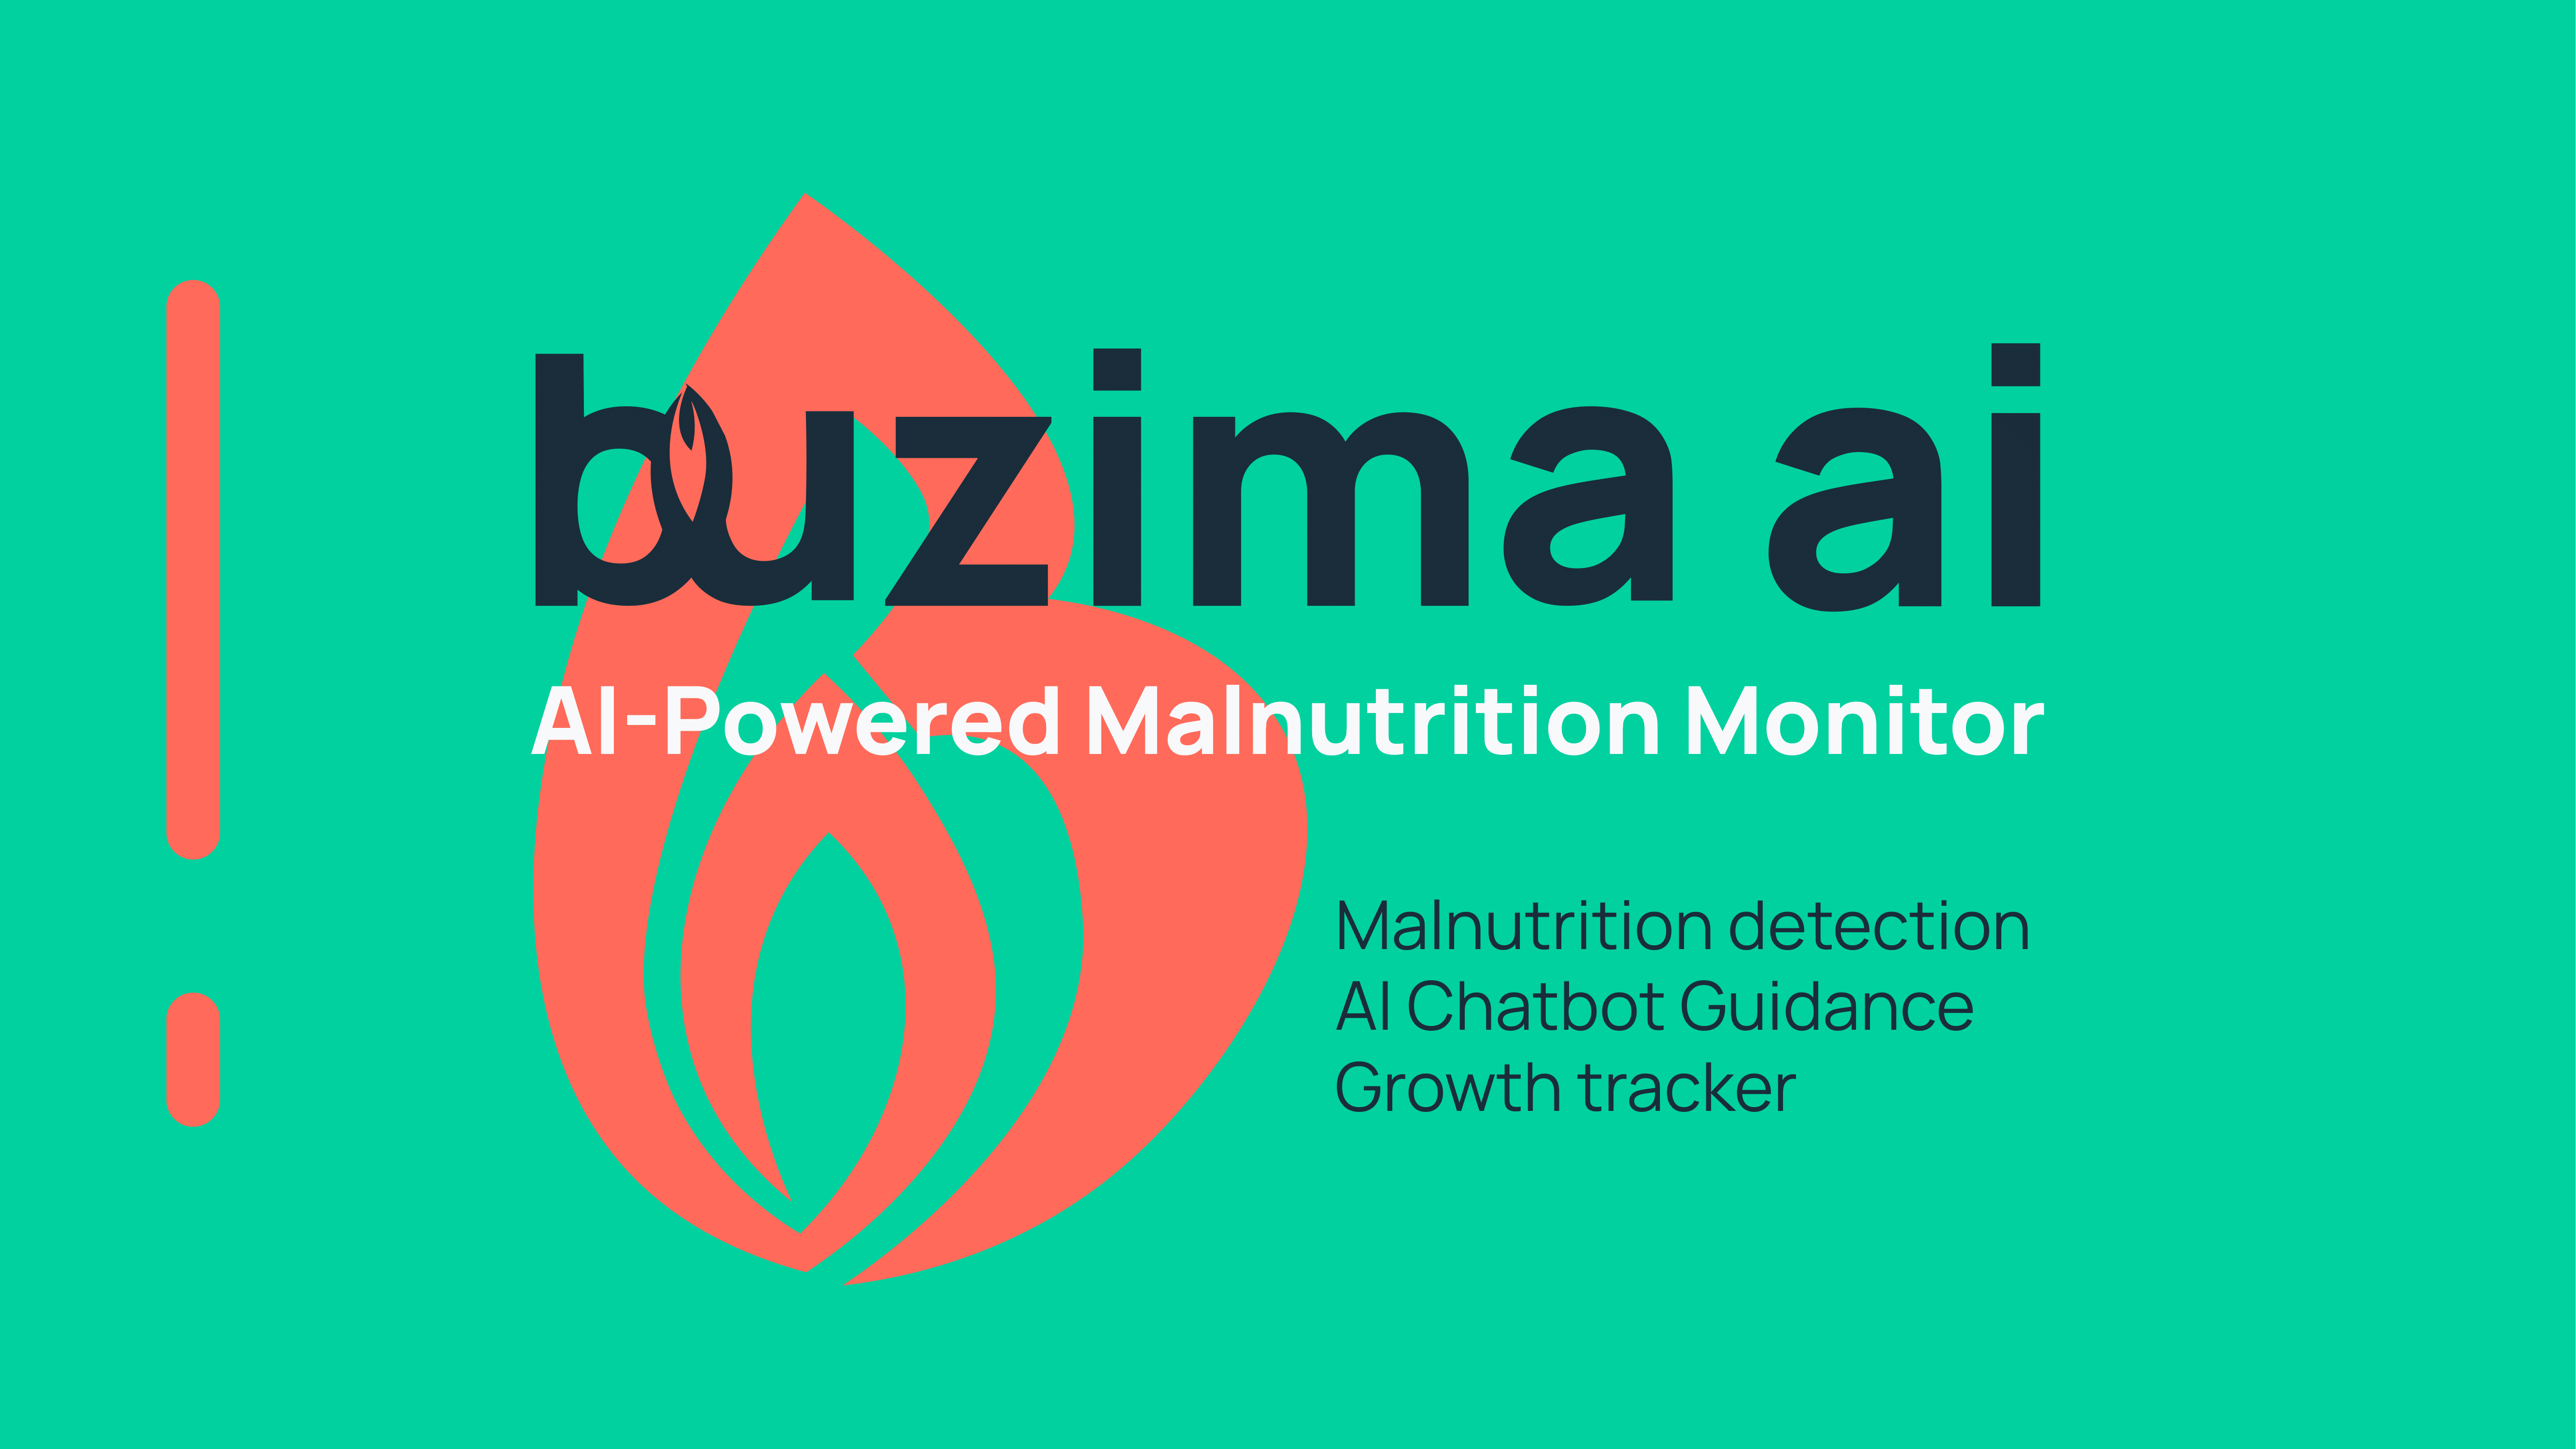 buzima ai
AI-Powered Malnutrition Monitor
Malnutrition detection
AI Chatbot Guidance
Growth tracker